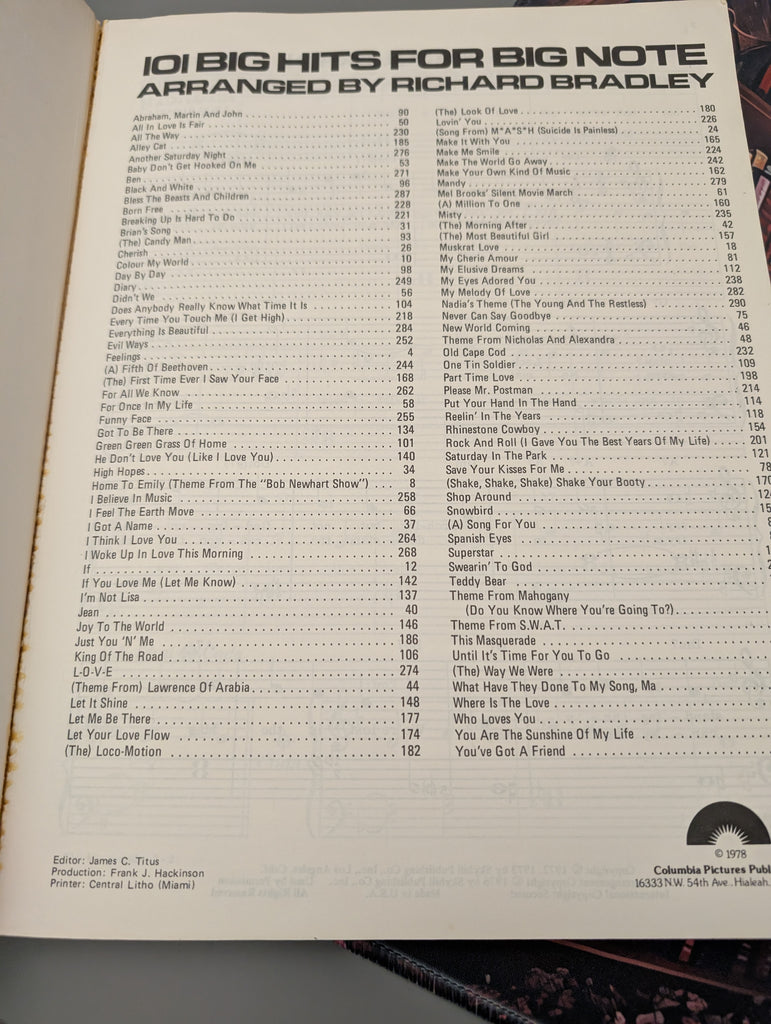 101 BIG HITS FOR BIG NOTE
ARRANGED BY RICHARD BRADLEY
Abraham, Martin And John . . . . . . . . 90
All In Love Is Fair . . . . . . . . 50
All The Way . . . . . . . . 230
Alley Cat . . . . . . . . 185
Another Saturday Night . . . . . . . . 276
Baby Don't Get Hooked On Me . . . . . . . . 53
Ben . . . . . . . . 271
Black And White . . . . . . . . 96
Bless The Beasts And Children . . . . . . . . 287
Born Free . . . . . . . . 228
Breaking Up Is Hard To Do . . . . . . . . 221
Brian's Song . . . . . . . . 31
(The) Candy Man . . . . . . . . 93
Cherish . . . . . . . . 26
Colour My World . . . . . . . . 10
Day By Day . . . . . . . . 98
Diary . . . . . . . . 249
Didn't We . . . . . . . . 56
Does Anybody Really Know What Time It Is . . . . . . . . 104
Every Time You Touch Me (I Get High) . . . . . . . . 218
Everything Is Beautiful . . . . . . . . 284
Evil Ways . . . . . . . . 252
Feelings . . . . . . . . 4
(A) Fifth Of Beethoven . . . . . . . . 244
(The) First Time Ever I Saw Your Face . . . . . . . . 168
For All We Know . . . . . . . . 262
For Once In My Life . . . . . . . . 58
Funny Face . . . . . . . . 255
Got To Be There . . . . . . . . 134
Green Green Grass Of Home . . . . . . . . 101
He Don't Love You (Like I Love You) . . . . . . . . 140
High Hopes . . . . . . . . 34
Home To Emily (Theme From The "Bob Newhart Show") . . . 8
I Believe In Music . . . . . . . . 258
I Feel The Earth Move . . . . . . . . 66
I Got A Name . . . . . . . . 37
I Think I Love You . . . . . . . . 264
I Woke Up In Love This Morning . . . . . . . . 268
If . . . . . . . . 12
If You Love Me (Let Me Know) . . . . . . . . 142
I'm Not Lisa . . . . . . . . 137
Jean . . . . . . . . 40
Joy To The World . . . . . . . . 146
Just You 'N' Me . . . . . . . . 186
King Of The Road . . . . . . . . 106
L-O-V-E . . . . . . . . 274
(Theme From) Lawrence Of Arabia . . . . . . . . 44
Let It Shine . . . . . . . . 148
Let Me Be There . . . . . . . . 177
Let Your Love Flow . . . . . . . . 174
(The) Loco-Motion . . . . . . . . 182
(The) Look Of Love . . . . . . . . 180
Lovin' You . . . . . . . . 226
(Song From) M*A*S*H (Suicide Is Painless) . . . . . . . . 24
Make It With You . . . . . . . . 165
Make Me Smile . . . . . . . . 224
Make The World Go Away . . . . . . . . 242
Make Your Own Kind Of Music . . . . . . . . 162
Mandy . . . . . . . . 279
Mel Brooks' Silent Movie March . . . . . . . . 61
(A) Million To One . . . . . . . . 160
Misty . . . . . . . . 235
(The) Morning After . . . . . . . . 42
(The) Most Beautiful Girl . . . . . . . . 157
Muskrat Love . . . . . . . . 18
My Cherie Amour . . . . . . . . 81
My Elusive Dreams . . . . . . . . 112
My Eyes Adored You . . . . . . . . 238
My Melody Of Love . . . . . . . . 282
Nadia's Theme (The Young And The Restless) . . . . . . . . 290
Never Can Say Goodbye . . . . . . . . 75
New World Coming . . . . . . . . 46
Theme From Nicholas And Alexandra . . . . . . . . 48
Old Cape Cod . . . . . . . . 232
One Tin Soldier . . . . . . . . 109
Part Time Love . . . . . . . . 198
Please Mr. Postman . . . . . . . . 214
Put Your Hand In The Hand . . . . . . . . 114
Reelin' In The Years . . . . . . . . 118
Rhinestone Cowboy . . . . . . . . 154
Rock And Roll (I Gave You The Best Years Of My Life) . . . . . 201
Saturday In The Park . . . . . . . . 121
Save Your Kisses For Me . . . . . . . . 78
(Shake, Shake, Shake) Shake Your Booty . . . . . . . . 170
Shop Around . . . . . . . .
Snowbird . . . . . . . .
(A) Song For You . . . . . . . .
Spanish Eyes . . . . . . . .
Superstar . . . . . . . .
Swearin' To God . . . . . . . .
Teddy Bear . . . . . . . .
Theme From Mahogany
(Do You Know Where You're Going To?) . . . . . . . .
Theme From S.W.A.T. . . . . . . . .
This Masquerade . . . . . . . .
Until It's Time For You To Go . . . . . . . .
(The) Way We Were . . . . . . . .
What Have They Done To My Song, Ma . . . . . . . .
Where Is The Love . . . . . . . .
Who Loves You . . . . . . . .
You Are The Sunshine Of My Life . . . . . . . .
You've Got A Friend . . . . . . . .
Editor: James C. Titus
Production: Frank J. Hackinson
Printer: Central Litho (Miami)
© 1978
Columbia Pictures Publ
16333 N.W. 54th Ave., Hialeah,